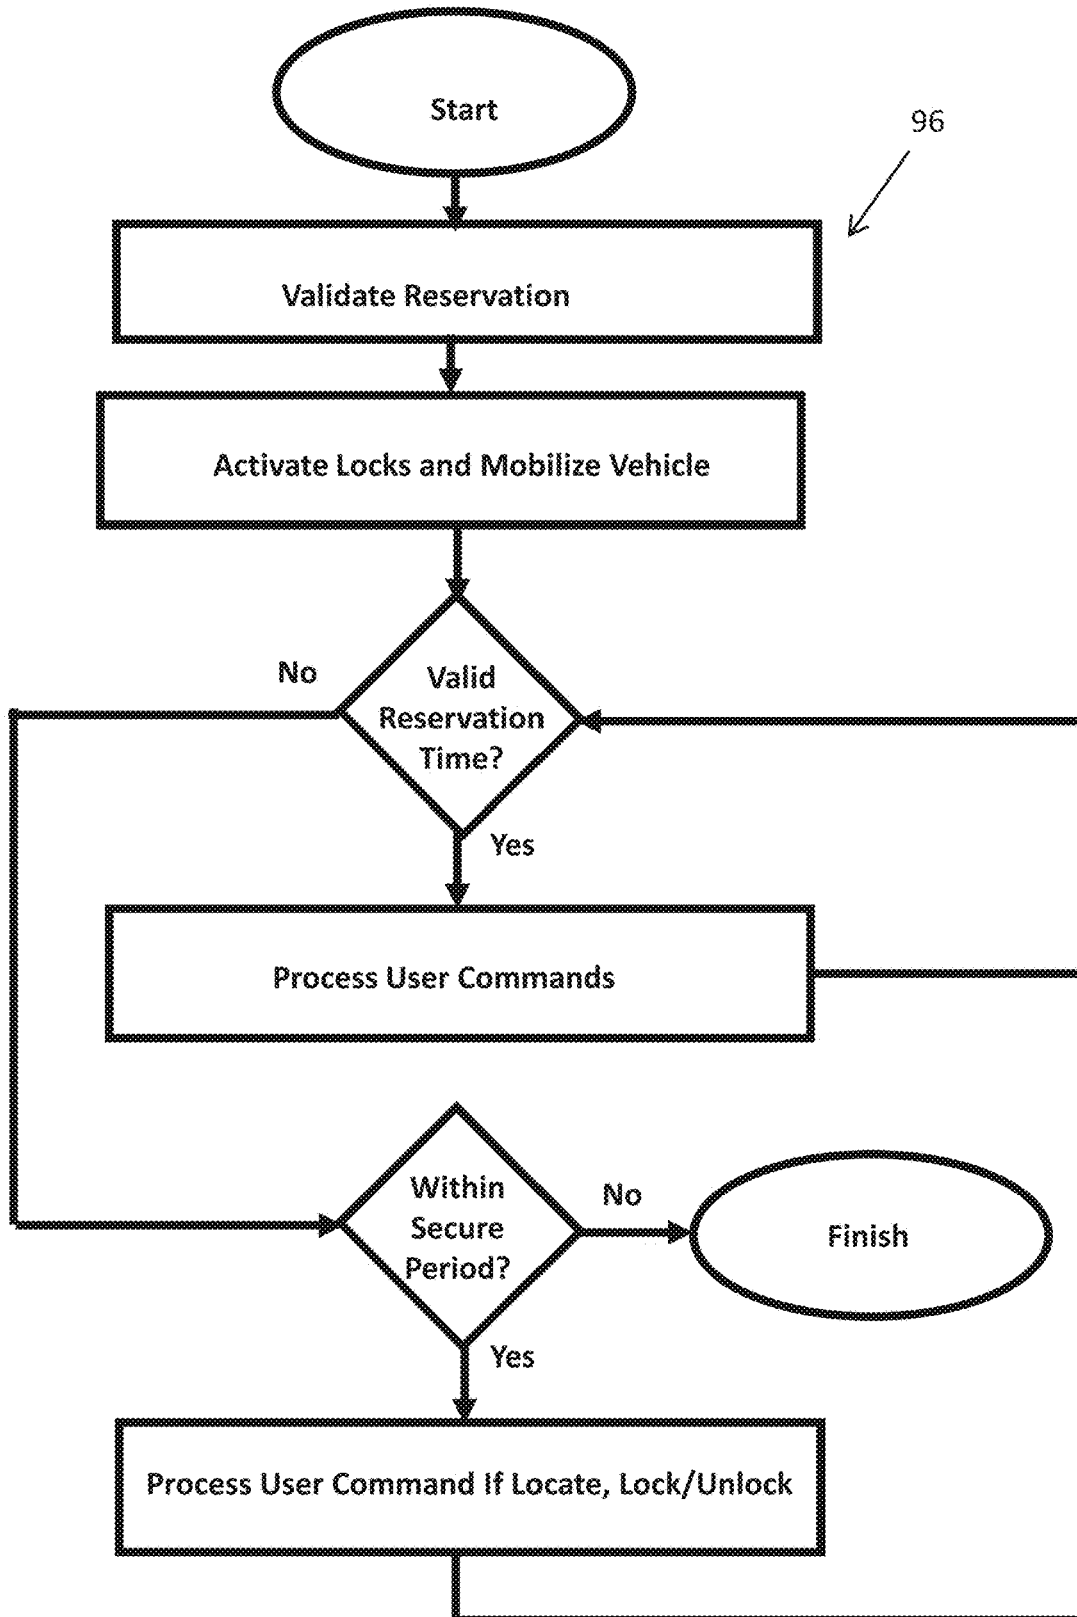 Start
96
Validate Reservation
Activate Locks and Mobilize Vehicle
No
Valid
Reservation
Time?
Yes
Process User Commands
Within
Secure
Period?
No
Finish
Yes
Process User Command If Locate, Lock/Unlock